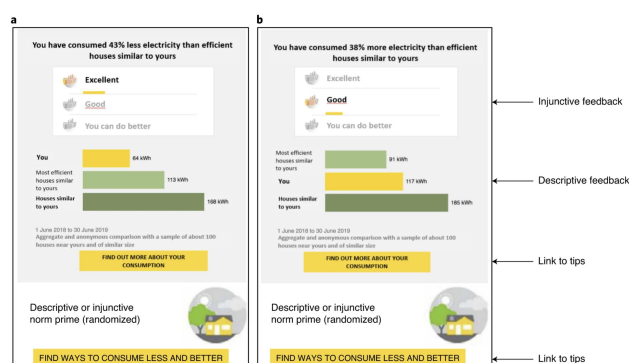 a
You have consumed 43% less electricity than efficient
houses similar to yours
Excellent
Good
You can do better
You
64 kWh
Most efficient
houses similar
to yours
113 kWh
Houses similar
to yours
168 kWh
1 June 2018 to 30 June 2019
Aggregate and anonymous comparison with a sample of about 100
houses near yours and of similar size
FIND OUT MORE ABOUT YOUR
CONSUMPTION
Descriptive or injunctive
norm prime (randomized)
FIND WAYS TO CONSUME LESS AND BETTER
b
You have consumed 38% more electricity than efficient
houses similar to yours
Excellent
Good
You can do better
Most efficient
houses similar
to yours
91 kWh
You
117 kWh
Houses similar
to yours
185 kWh
1 June 2018 to 30 June 2019
Aggregate and anonymous comparison with a sample of about 100
houses near yours and of similar size
FIND OUT MORE ABOUT YOUR
CONSUMPTION
Descriptive or injunctive
norm prime (randomized)
FIND WAYS TO CONSUME LESS AND BETTER
Injunctive feedback
Descriptive feedback
Link to tips
Link to tips